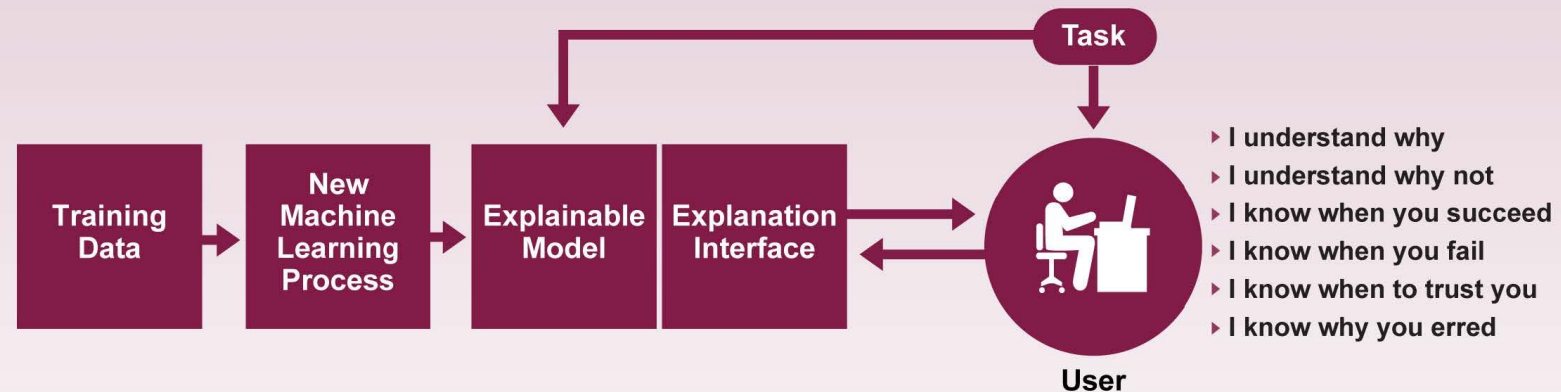 Task
Training
Data
New
Machine
Learning
Process
Explainable
Model
Explanation
Interface
User
I understand why
I understand why not
I know when you succeed
I know when you fail
I know when to trust you
I know why you erred